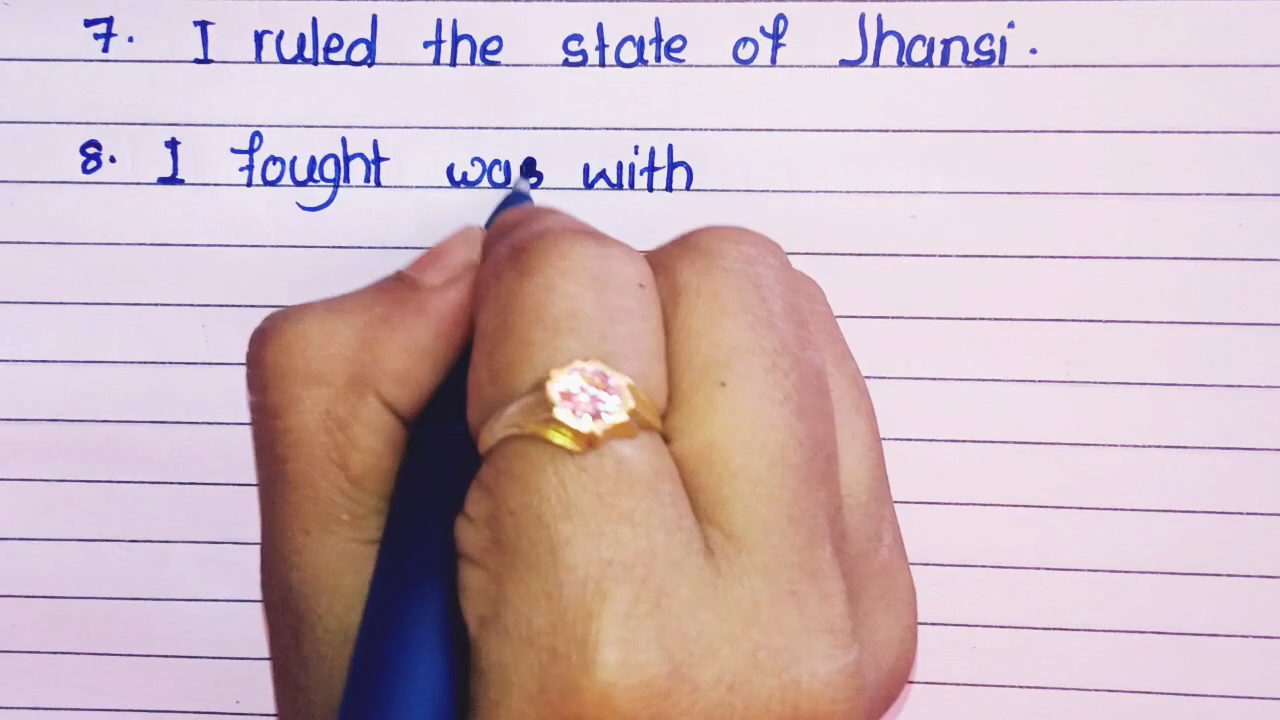 7. I ruled the state of Jhansi.
8. I fought was with